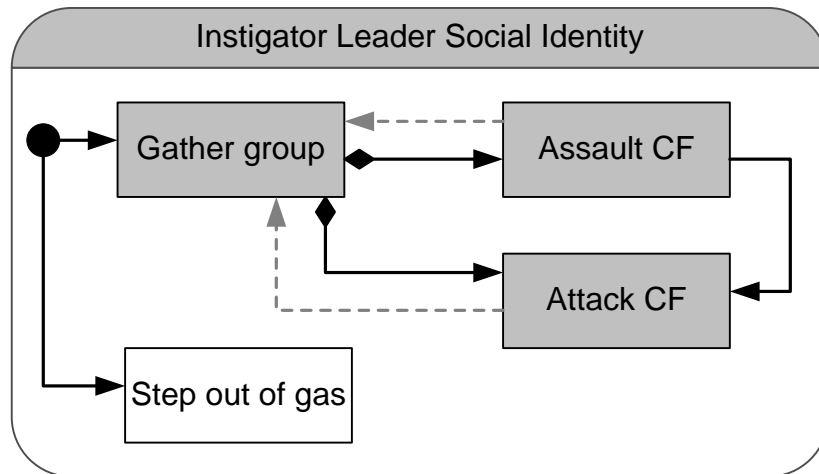 Instigator Leader Social Identity
Gather group
Assault CF
Attack CF
Step out of gas